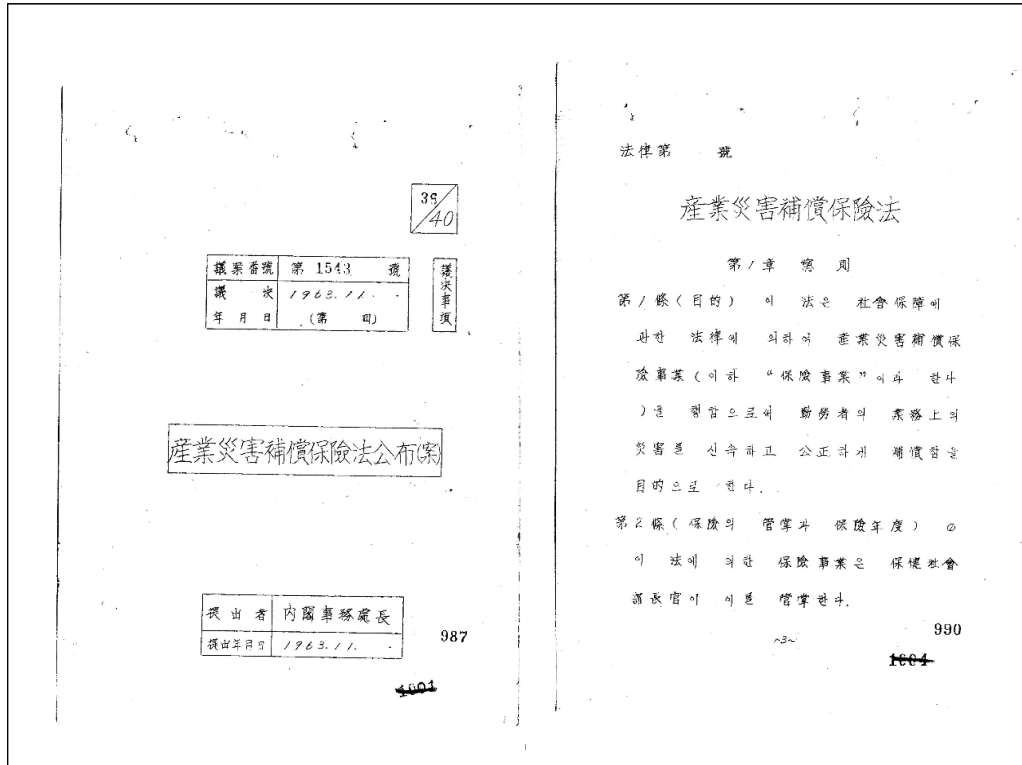 36/40
議案番號 第 1543 號
議決年月日 1963.11. . (第 回)
議決事項
産業災害補償保險法公布(案)
提出者 內閣事務處長
提出年月日 1963.11. .
987
1001
法律第 號
産業災害補償保險法
第1章 總則
第1條(目的) 이 法은 社會保障에
관한 法律에 의하여 産業災害補償保
險事業(이하 “保險事業”이라 한다
)을 행함으로써 勤勞者의 業務上의
災害를 신속하고 公正하게 補償함을
目的으로 한다.
第2條(保險의 管掌과 保險年度) ①
이 法에 의한 保險事業은 保健社會
部長官이 이를 管掌한다.
~3~
990
1004